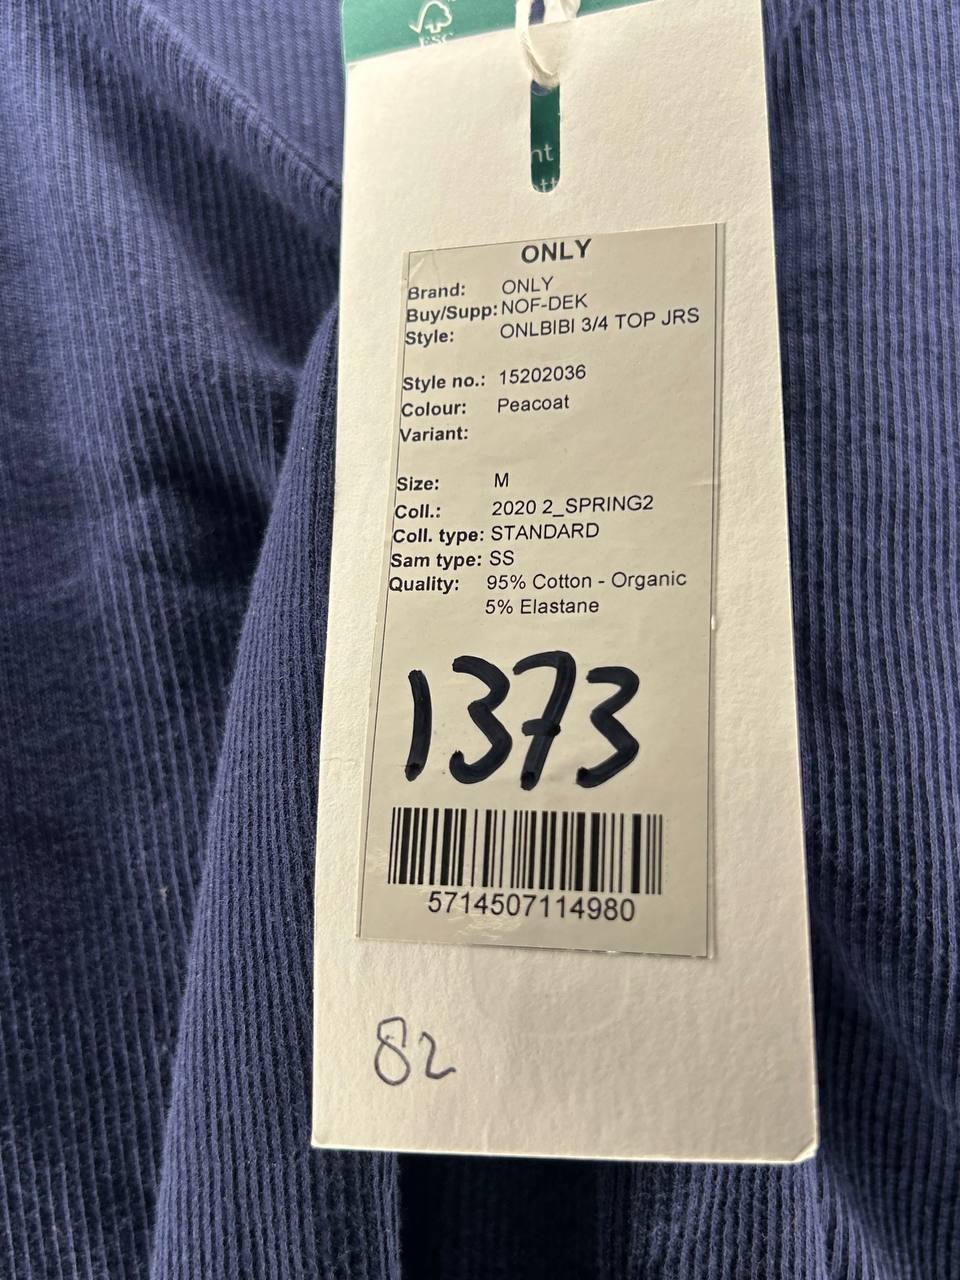 FSC
nt
ONLY
Brand: ONLY
Buy/Supp: NOF-DEK
Style: ONLBIBI 3/4 TOP JRS
Style no.: 15202036
Colour: Peacoat
Variant:
Size: M
Coll.: 2020 2_SPRING2
Coll. type: STANDARD
Sam type: SS
Quality: 95% Cotton - Organic
5% Elastane
1373
5714507114980
82